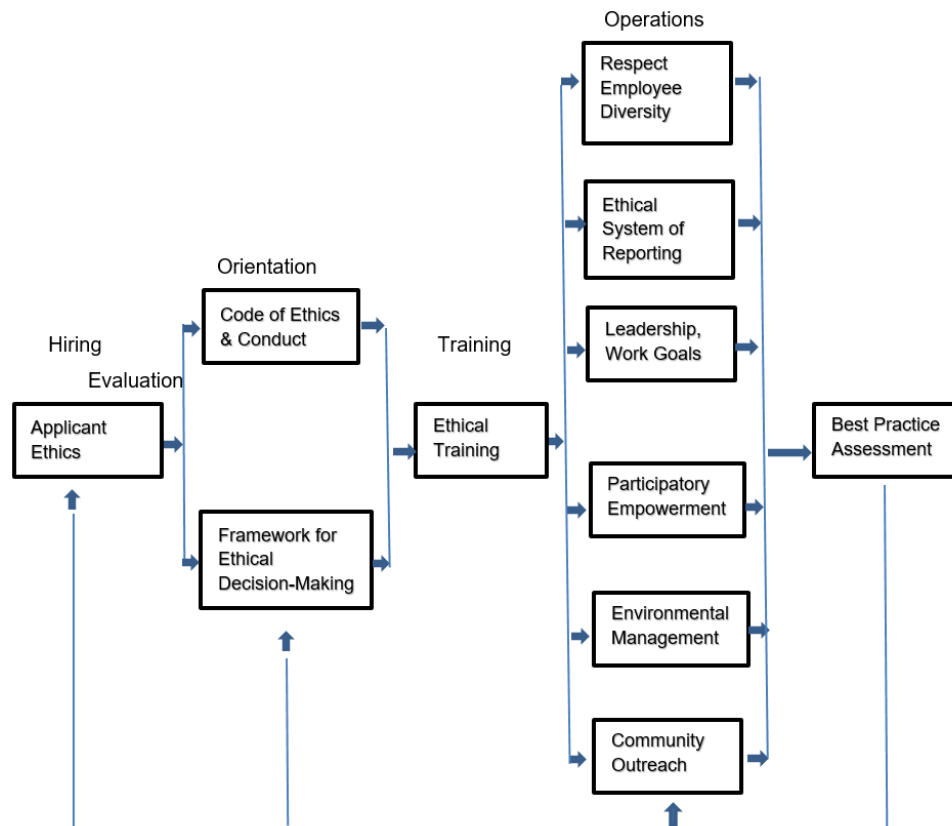 Operations
Respect
Employee
Diversity
Ethical
System of
Reporting
Orientation
Code of Ethics
& Conduct
Leadership,
Work Goals
Hiring
Training
Evaluation
Applicant
Ethics
Ethical
Training
Best Practice
Assessment
Participatory
Empowerment
Framework for
Ethical
Decision-Making
Environmental
Management
Community
Outreach